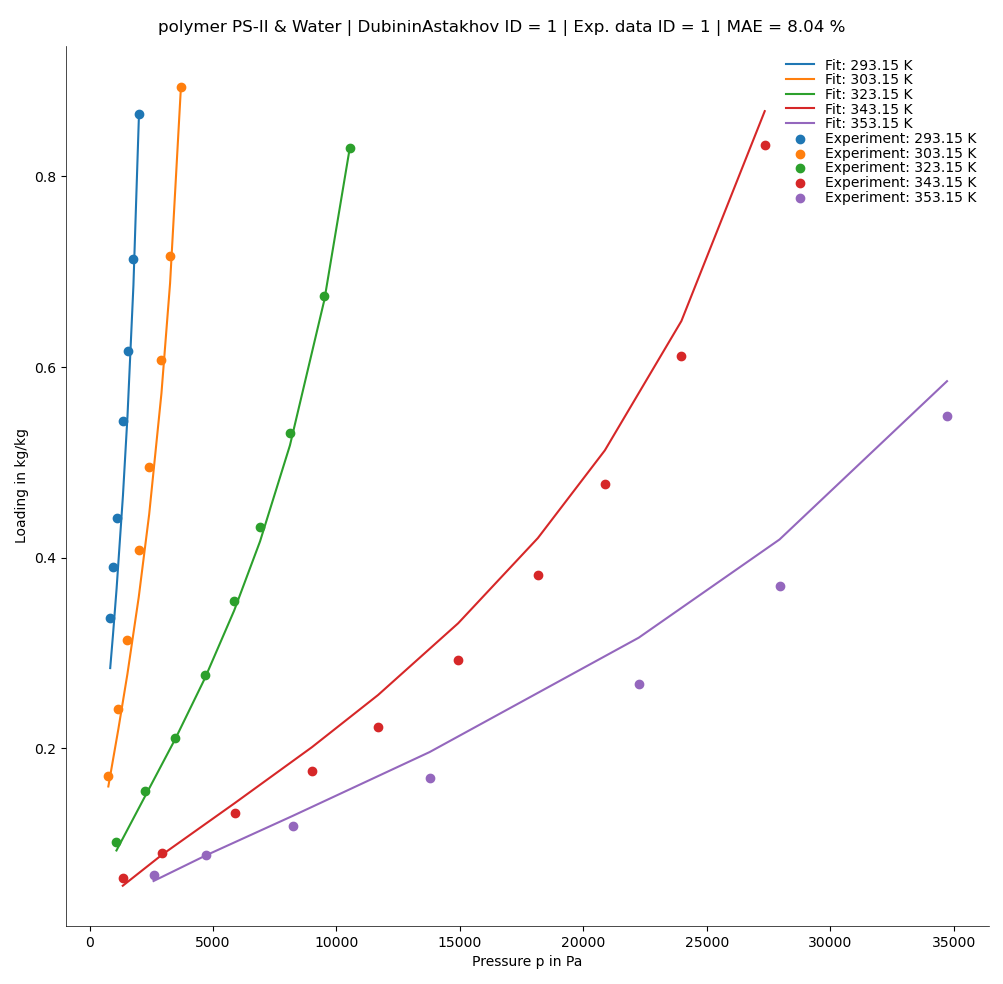 polymer PS-II & Water | DubininAstakhov ID = 1 | Exp. data ID = 1 | MAE = 8.04 %
Fit: 293.15 K
Fit: 303.15 K
Fit: 323.15 K
Fit: 343.15 K
Fit: 353.15 K
Experiment: 293.15 K
Experiment: 303.15 K
Experiment: 323.15 K
Experiment: 343.15 K
Experiment: 353.15 K
Loading in kg/kg
0.8
0.6
0.4
0.2
0 5000 10000 15000 20000 25000 30000 35000
Pressure p in Pa